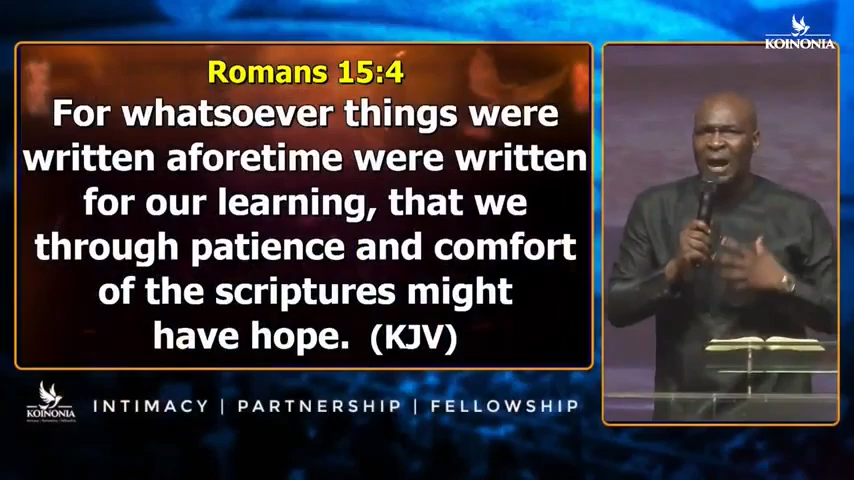 KOINONIA
Romans 15:4
For whatsoever things were
written aforetime were written
for our learning, that we
through patience and comfort
of the scriptures might
have hope. (KJV)
KOINONIA
INTIMACY | PARTNERSHIP | FELLOWSHIP